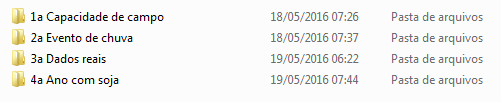 1a Capacidade de campo 18/05/2016 07:26 Pasta de arquivos
2a Evento de chuva 18/05/2016 07:37 Pasta de arquivos
3a Dados reais 19/05/2016 06:22 Pasta de arquivos
4a Ano com soja 19/05/2016 07:44 Pasta de arquivos